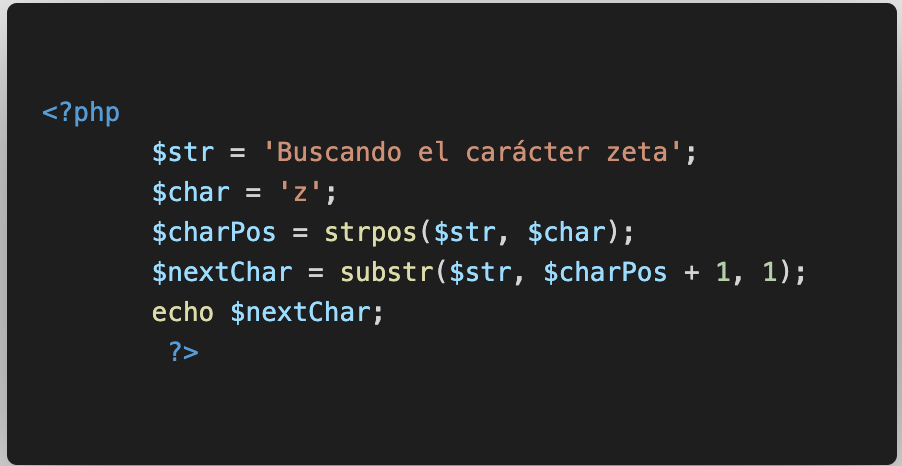 <?php
$str = 'Buscando el carácter zeta';
$char = 'z';
$charPos = strpos($str, $char);
$nextChar = substr($str, $charPos + 1, 1);
echo $nextChar;
?>